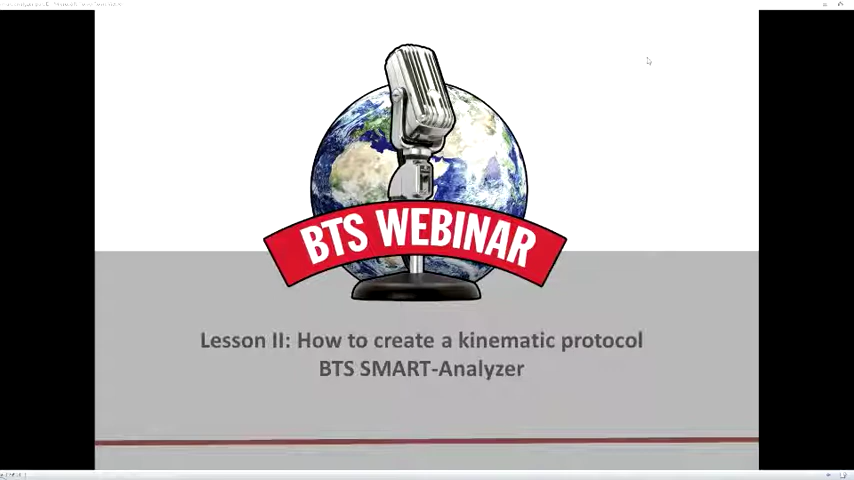 BTS WEBINAR
Lesson II: How to create a kinematic protocol
BTS SMART-Analyzer